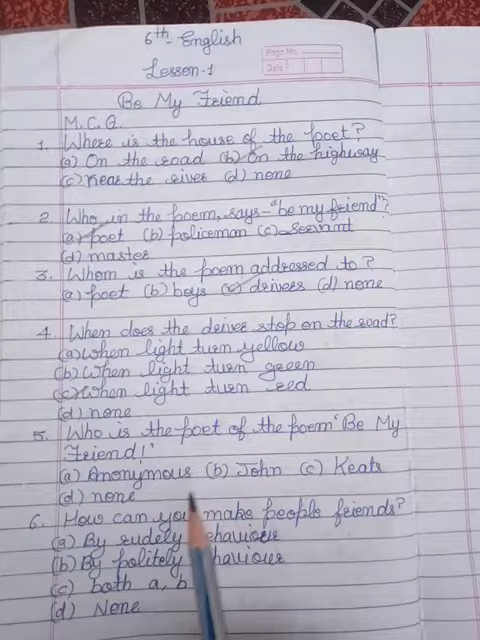 6th English
Page No.
Date
Lesson-1
Be My Friend
M.C.Q.
1. Where is the house of the poet?
(a) On the road (b) On the highway
(c) Near the river (d) none
2. Who in the poem, says - "be my friend"?
(a) poet (b) policeman (c) servant
(d) master
3. Whom is the poem addressed to?
(a) poet (b) boys (c) drivers (d) none
4. When does the driver stop on the road?
(a) When light turn yellow
(b) When light turn green
(c) When light turn red
(d) none
5. Who is the poet of the poem 'Be My
Friend!'
(a) Anonymous (b) John (c) Keats
(d) none
6. How can you make people friends?
(a) By rudely behaviour
(b) By politely behaviour
(c) both a, b
(d) None